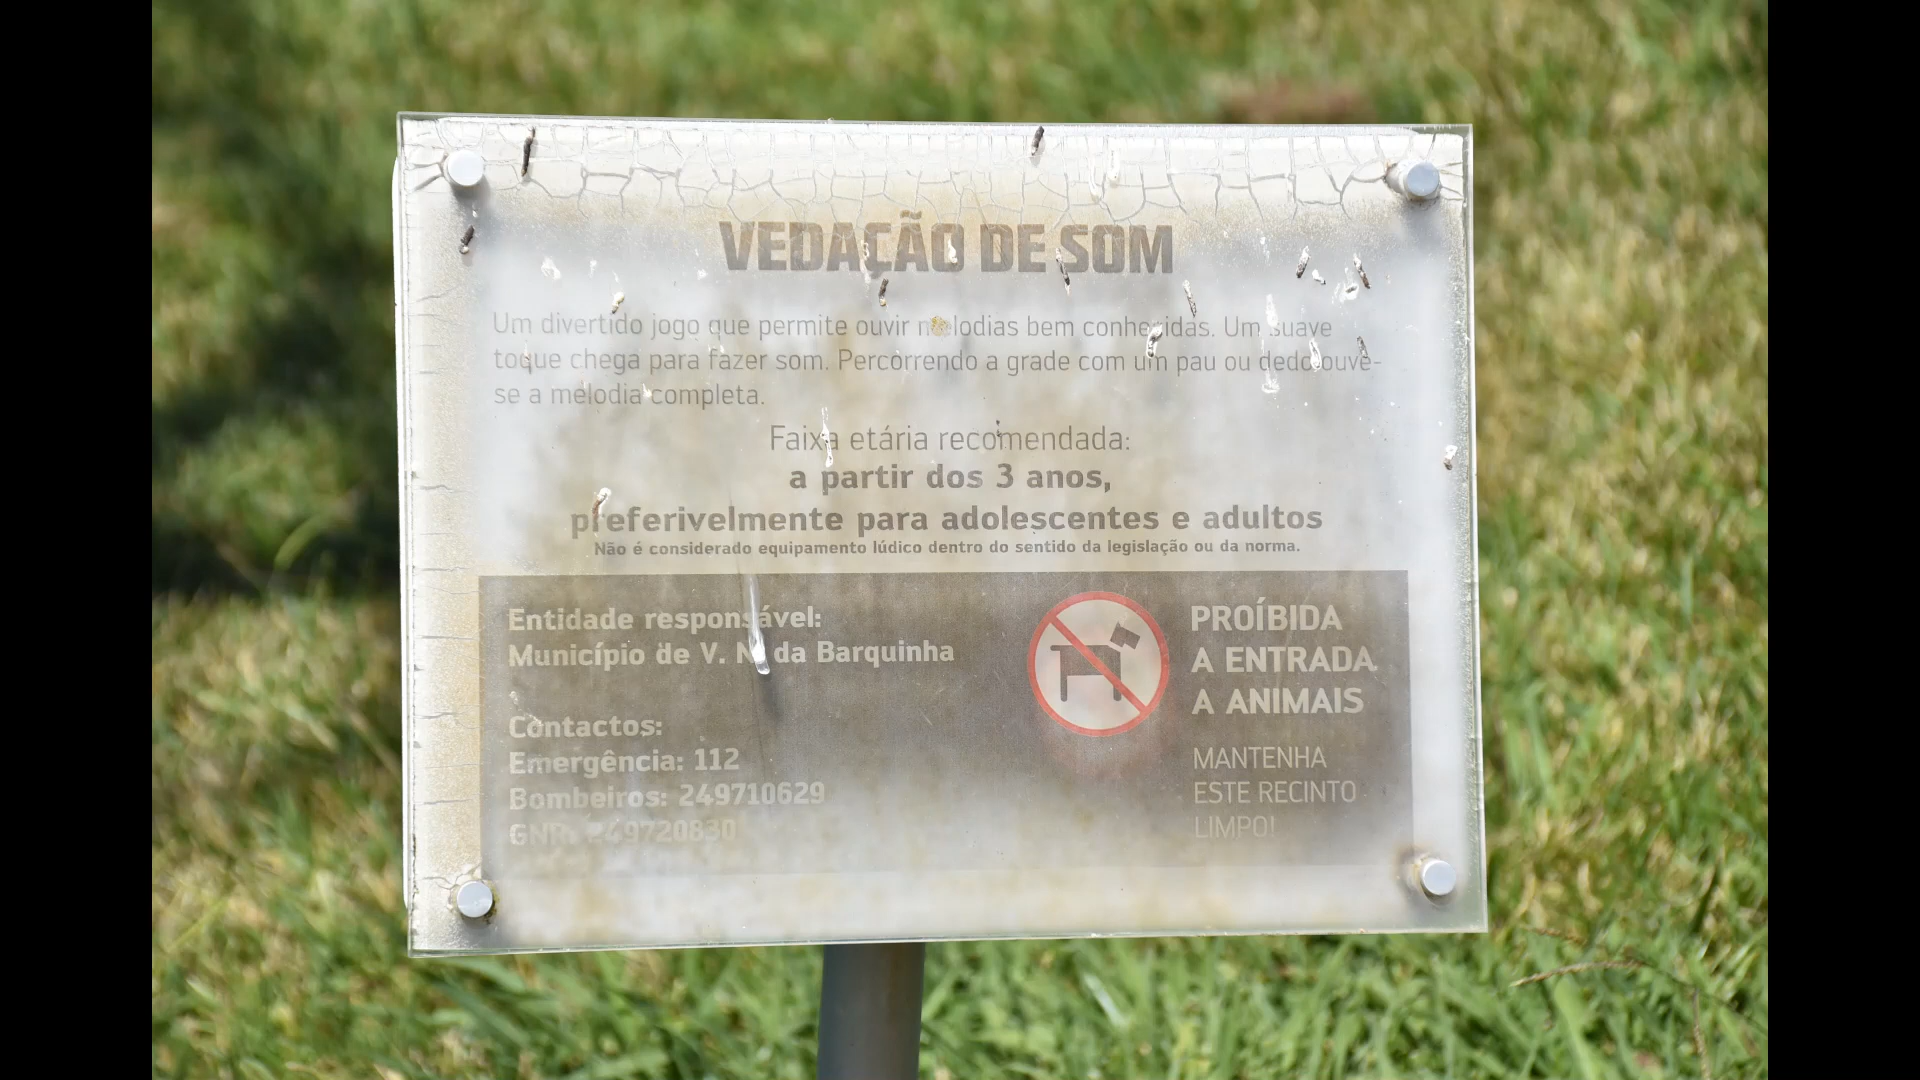 VEDAÇÃO DE SOM
Um divertido jogo que permite ouvir melodias bem conhecidas. Um suave
toque chega para fazer som. Percorrendo a grade com um pau ou dedo ouve-
se a melodia completa.
Faixa etária recomendada:
a partir dos 3 anos,
preferivelmente para adolescentes e adultos
Não é considerado equipamento lúdico dentro do sentido da legislação ou da norma.
Entidade responsável:
Município de V. N. da Barquinha
Contactos:
Emergência: 112
Bombeiros: 249710629
GNR: 249720830
PROÍBIDA
A ENTRADA
A ANIMAIS
MANTENHA
ESTE RECINTO
LIMPO!